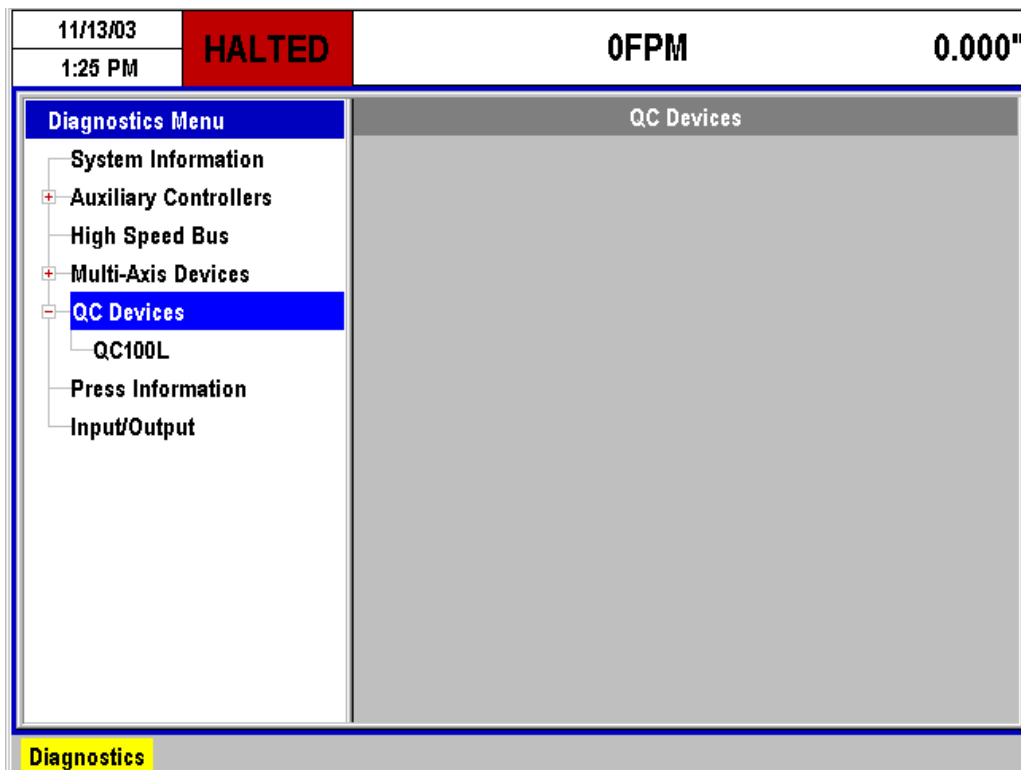 11/13/03
1:25 PM
HALTED
0FPM
0.000"
Diagnostics Menu
QC Devices
System Information
Auxiliary Controllers
High Speed Bus
Multi-Axis Devices
QC Devices
QC100L
Press Information
Input/Output
Diagnostics